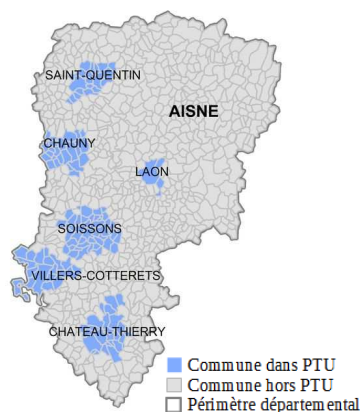 SAINT-QUENTIN
AISNE
CHAUNY
LAON
SOISSONS
VILLERS-COTTERETS
CHATEAU-THIERRY
Commune dans PTU
Commune hors PTU
Périmètre départemental